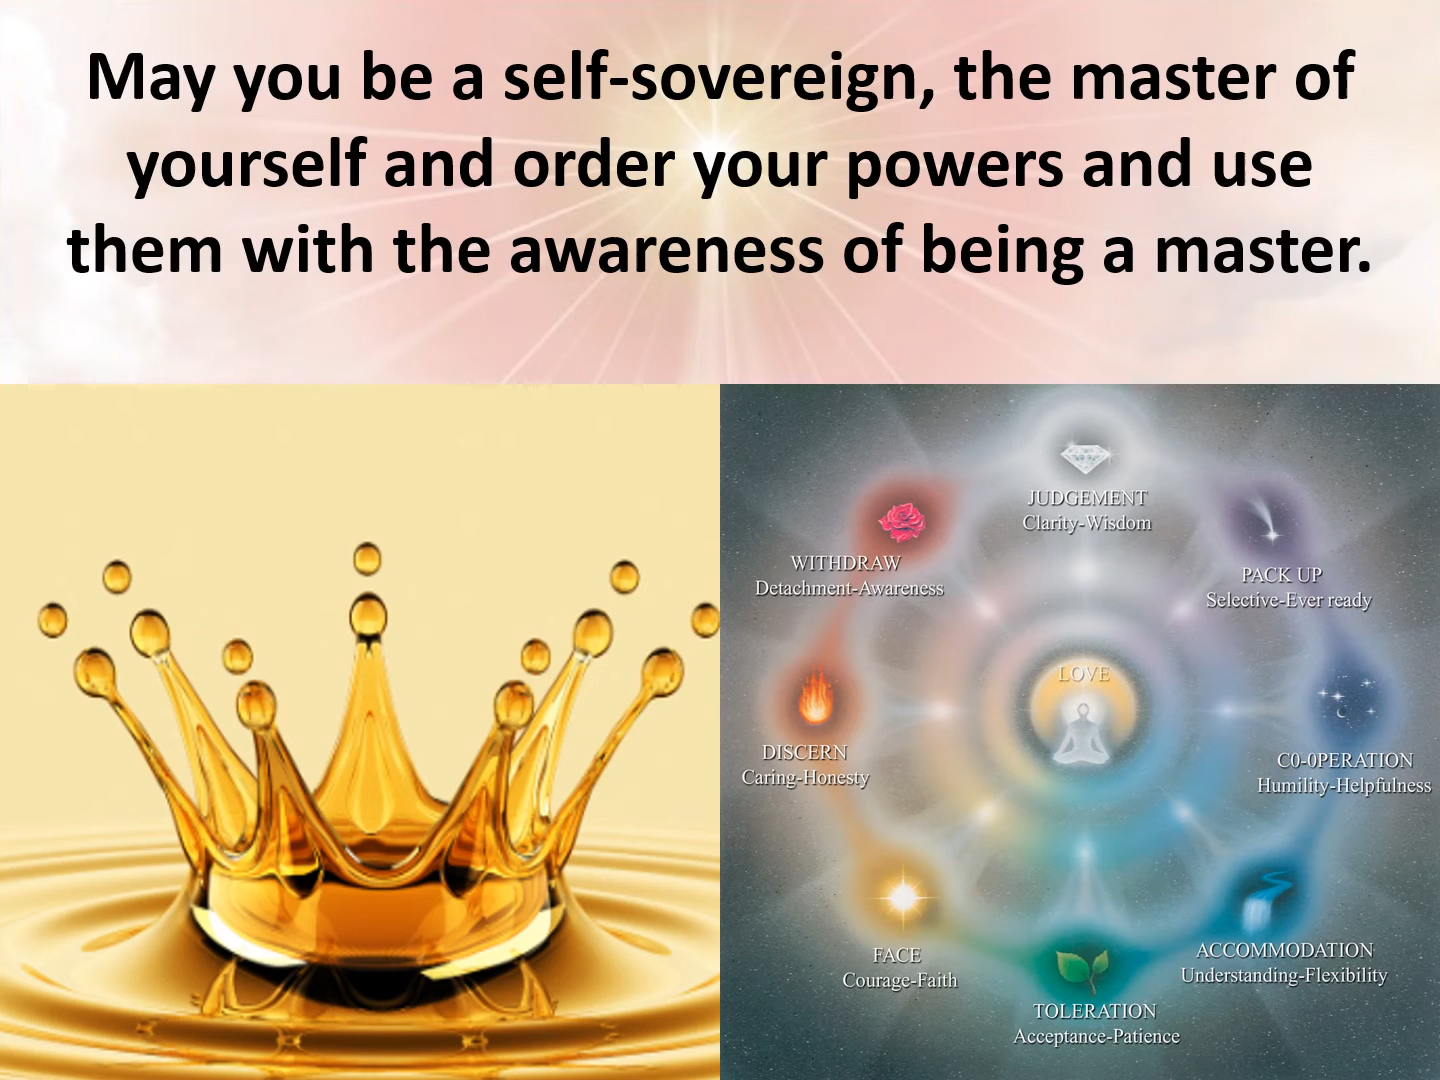 May you be a self-sovereign, the master of
yourself and order your powers and use
them with the awareness of being a master.
JUDGEMENT
Clarity-Wisdom
WITHDRAW
Detachment-Awareness
PACK UP
Selective-Ever ready
LOVE
DISCERN
Caring-Honesty
C0-0PERATION
Humility-Helpfulness
FACE
Courage-Faith
ACCOMMODATION
Understanding-Flexibility
TOLERATION
Acceptance-Patience